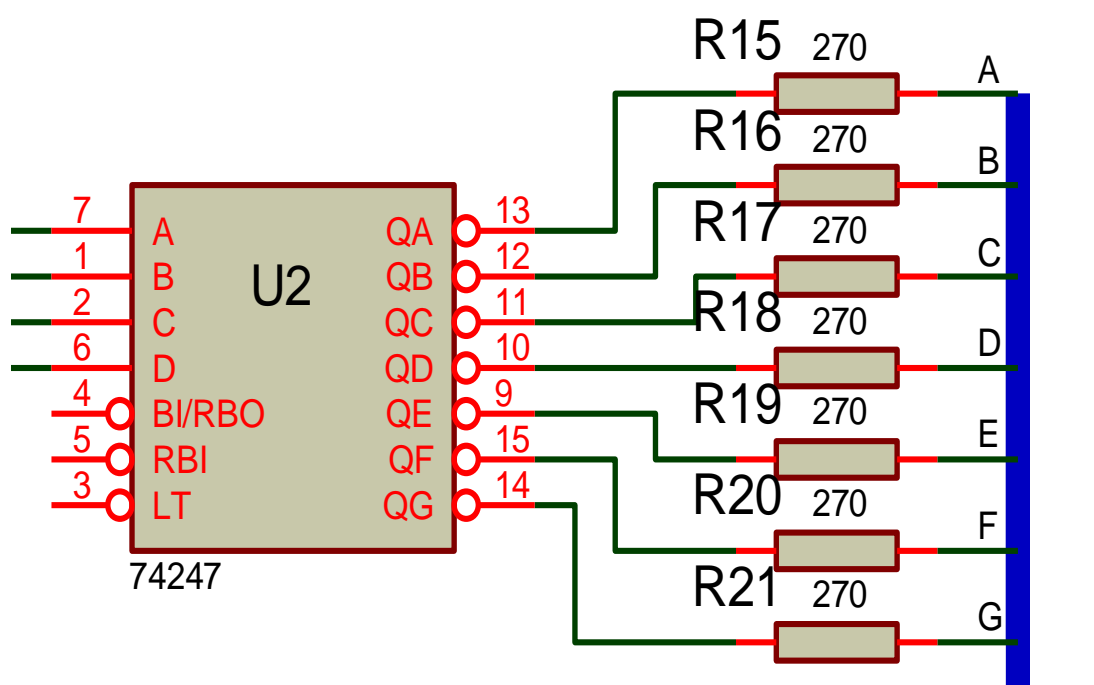 R15 270
A
R16 270
B
R17 270
C
R18 270
D
R19 270
E
R20 270
F
R21 270
G
U2
7 A QA 13
1 B QB 12
2 C QC 11
6 D QD 10
4 BI/RBO QE 9
5 RBI QF 15
3 LT QG 14
74247